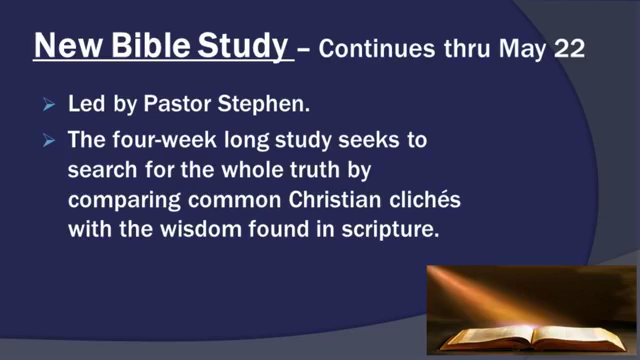 New Bible Study – Continues thru May 22
➢ Led by Pastor Stephen.
➢ The four-week long study seeks to
search for the whole truth by
comparing common Christian clichés
with the wisdom found in scripture.